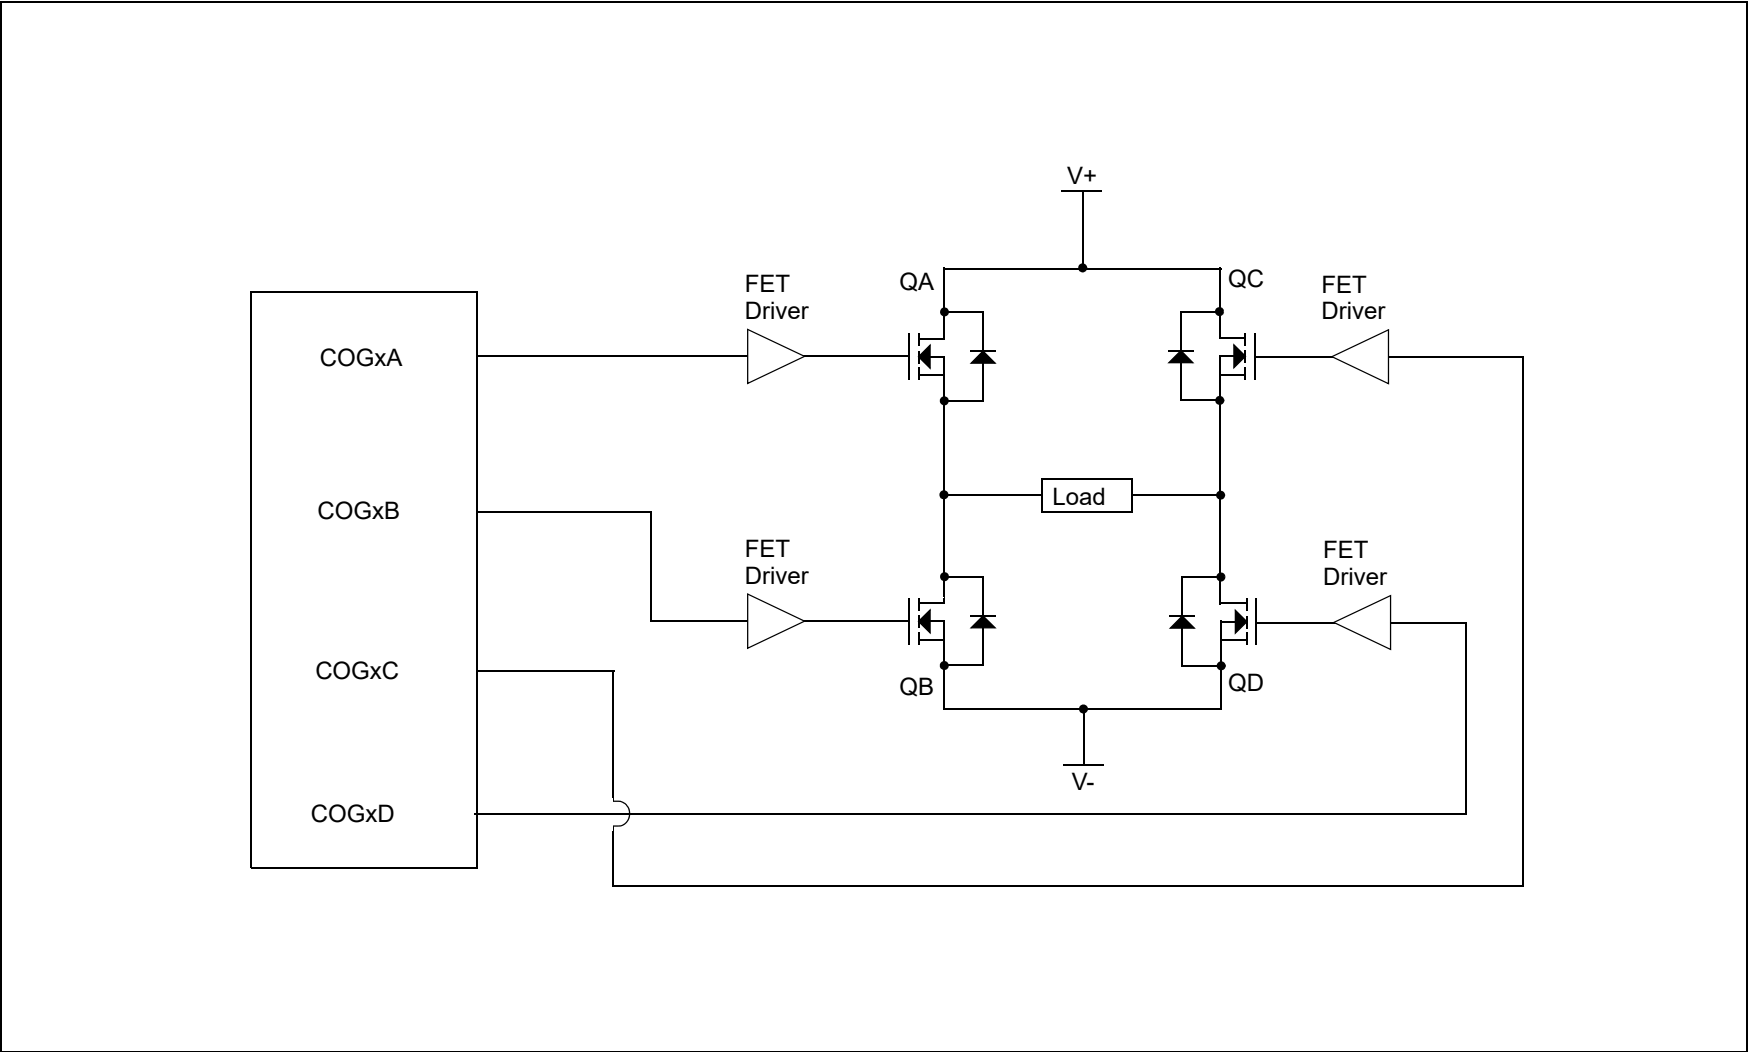 V+
FET
Driver
QA
QC
FET
Driver
COGxA
COGxB
Load
FET
Driver
FET
Driver
COGxC
QB
QD
V-
COGxD